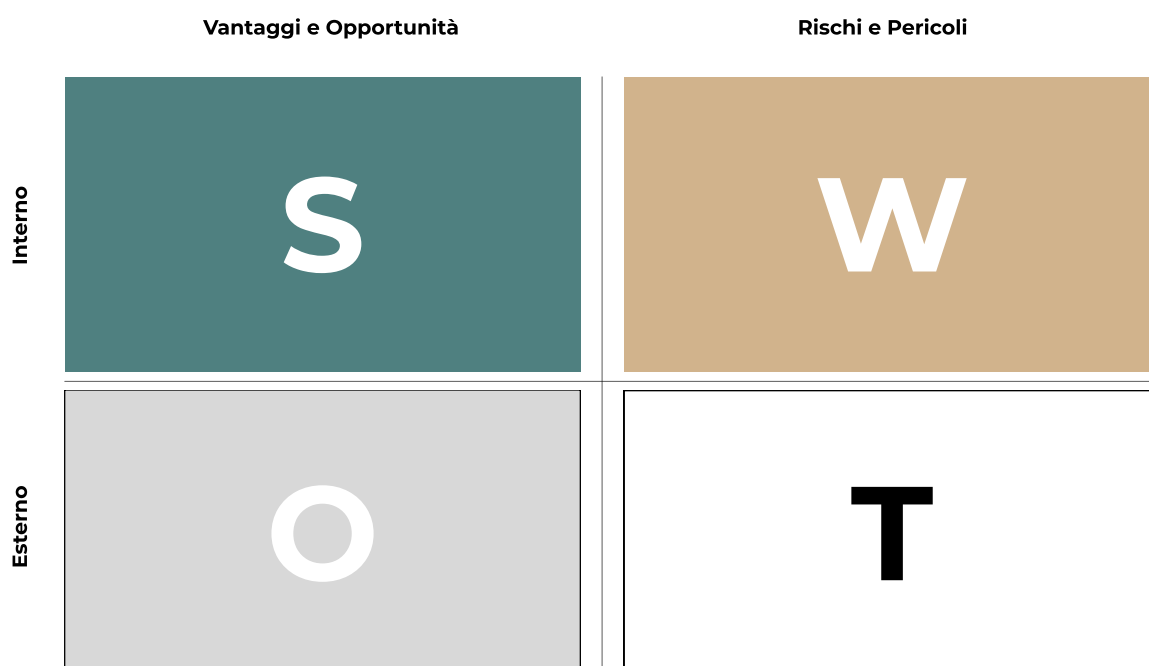 Vantaggi e Opportunità
Rischi e Pericoli
Interno
S
W
Esterno
O
T